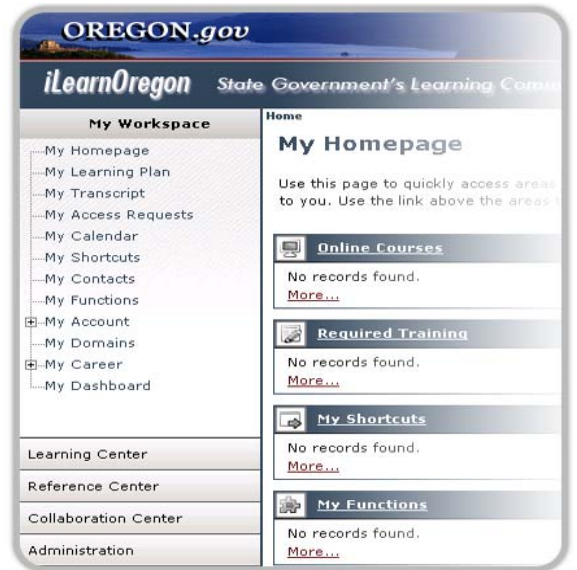 OREGON.gov
iLearnOregon State Government's Learning
My Workspace
My Homepage
My Learning Plan
My Transcript
My Access Requests
My Calendar
My Shortcuts
My Contacts
My Functions
My Account
My Domains
My Career
My Dashboard
Learning Center
Reference Center
Collaboration Center
Administration
Home
My Homepage
Use this page to quickly access areas
to you. Use the link above the areas
Online Courses
No records found.
More...
Required Training
No records found.
More...
My Shortcuts
No records found.
More...
My Functions
No records found.
More...